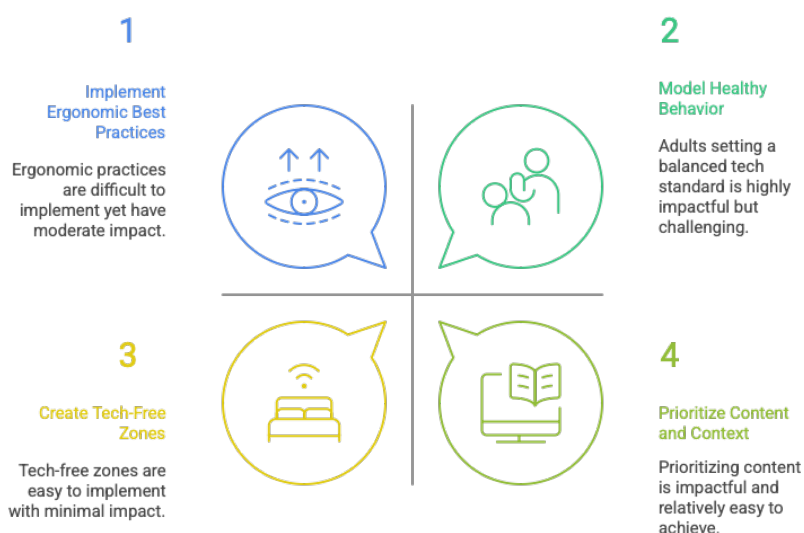 1
Implement
Ergonomic Best
Practices
Ergonomic practices
are difficult to
implement yet have
moderate impact.
2
Model Healthy
Behavior
Adults setting a
balanced tech
standard is highly
impactful but
challenging.
3
Create Tech-Free
Zones
Tech-free zones are
easy to implement
with minimal impact.
4
Prioritize Content
and Context
Prioritizing content
is impactful and
relatively easy to
achieve.